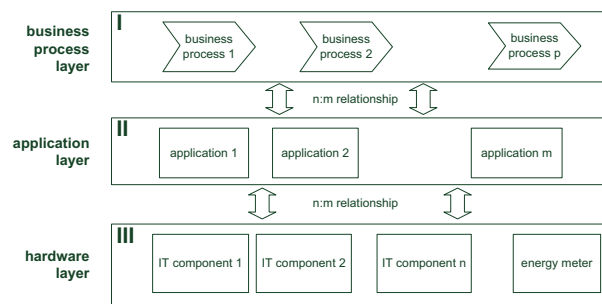 I
business
process
layer
business
process 1
business
process 2
business
process p
n:m relationship
II
application
layer
application 1
application 2
application m
n:m relationship
III
hardware
layer
IT component 1
IT component 2
IT component n
energy meter